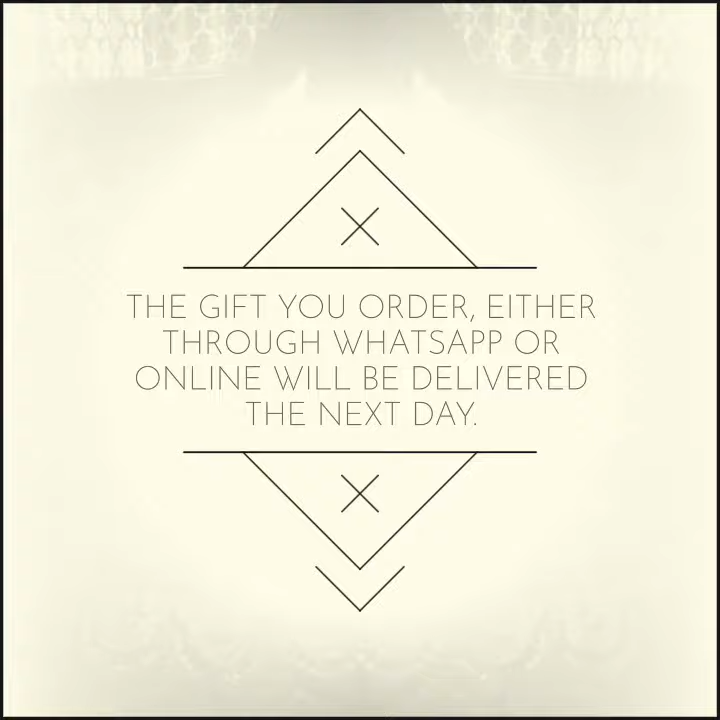 THE GIFT YOU ORDER, EITHER
THROUGH WHATSAPP OR
ONLINE WILL BE DELIVERED
THE NEXT DAY.